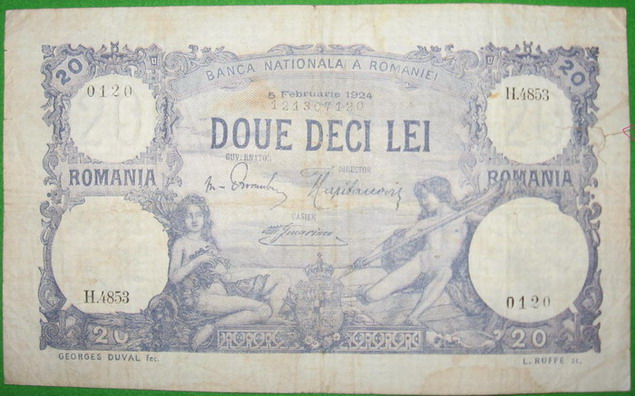 20 20
BANCA NATIONALA A ROMANIEI
0120 H.4853
5 Februarie 1924
121307120
DOUE DECI LEI
GUVERNATOR DIRECTOR
ROMANIA ROMANIA
CASIER
H.4853 0120
20 20
GEORGES DUVAL fec. L. RUFFE sc.